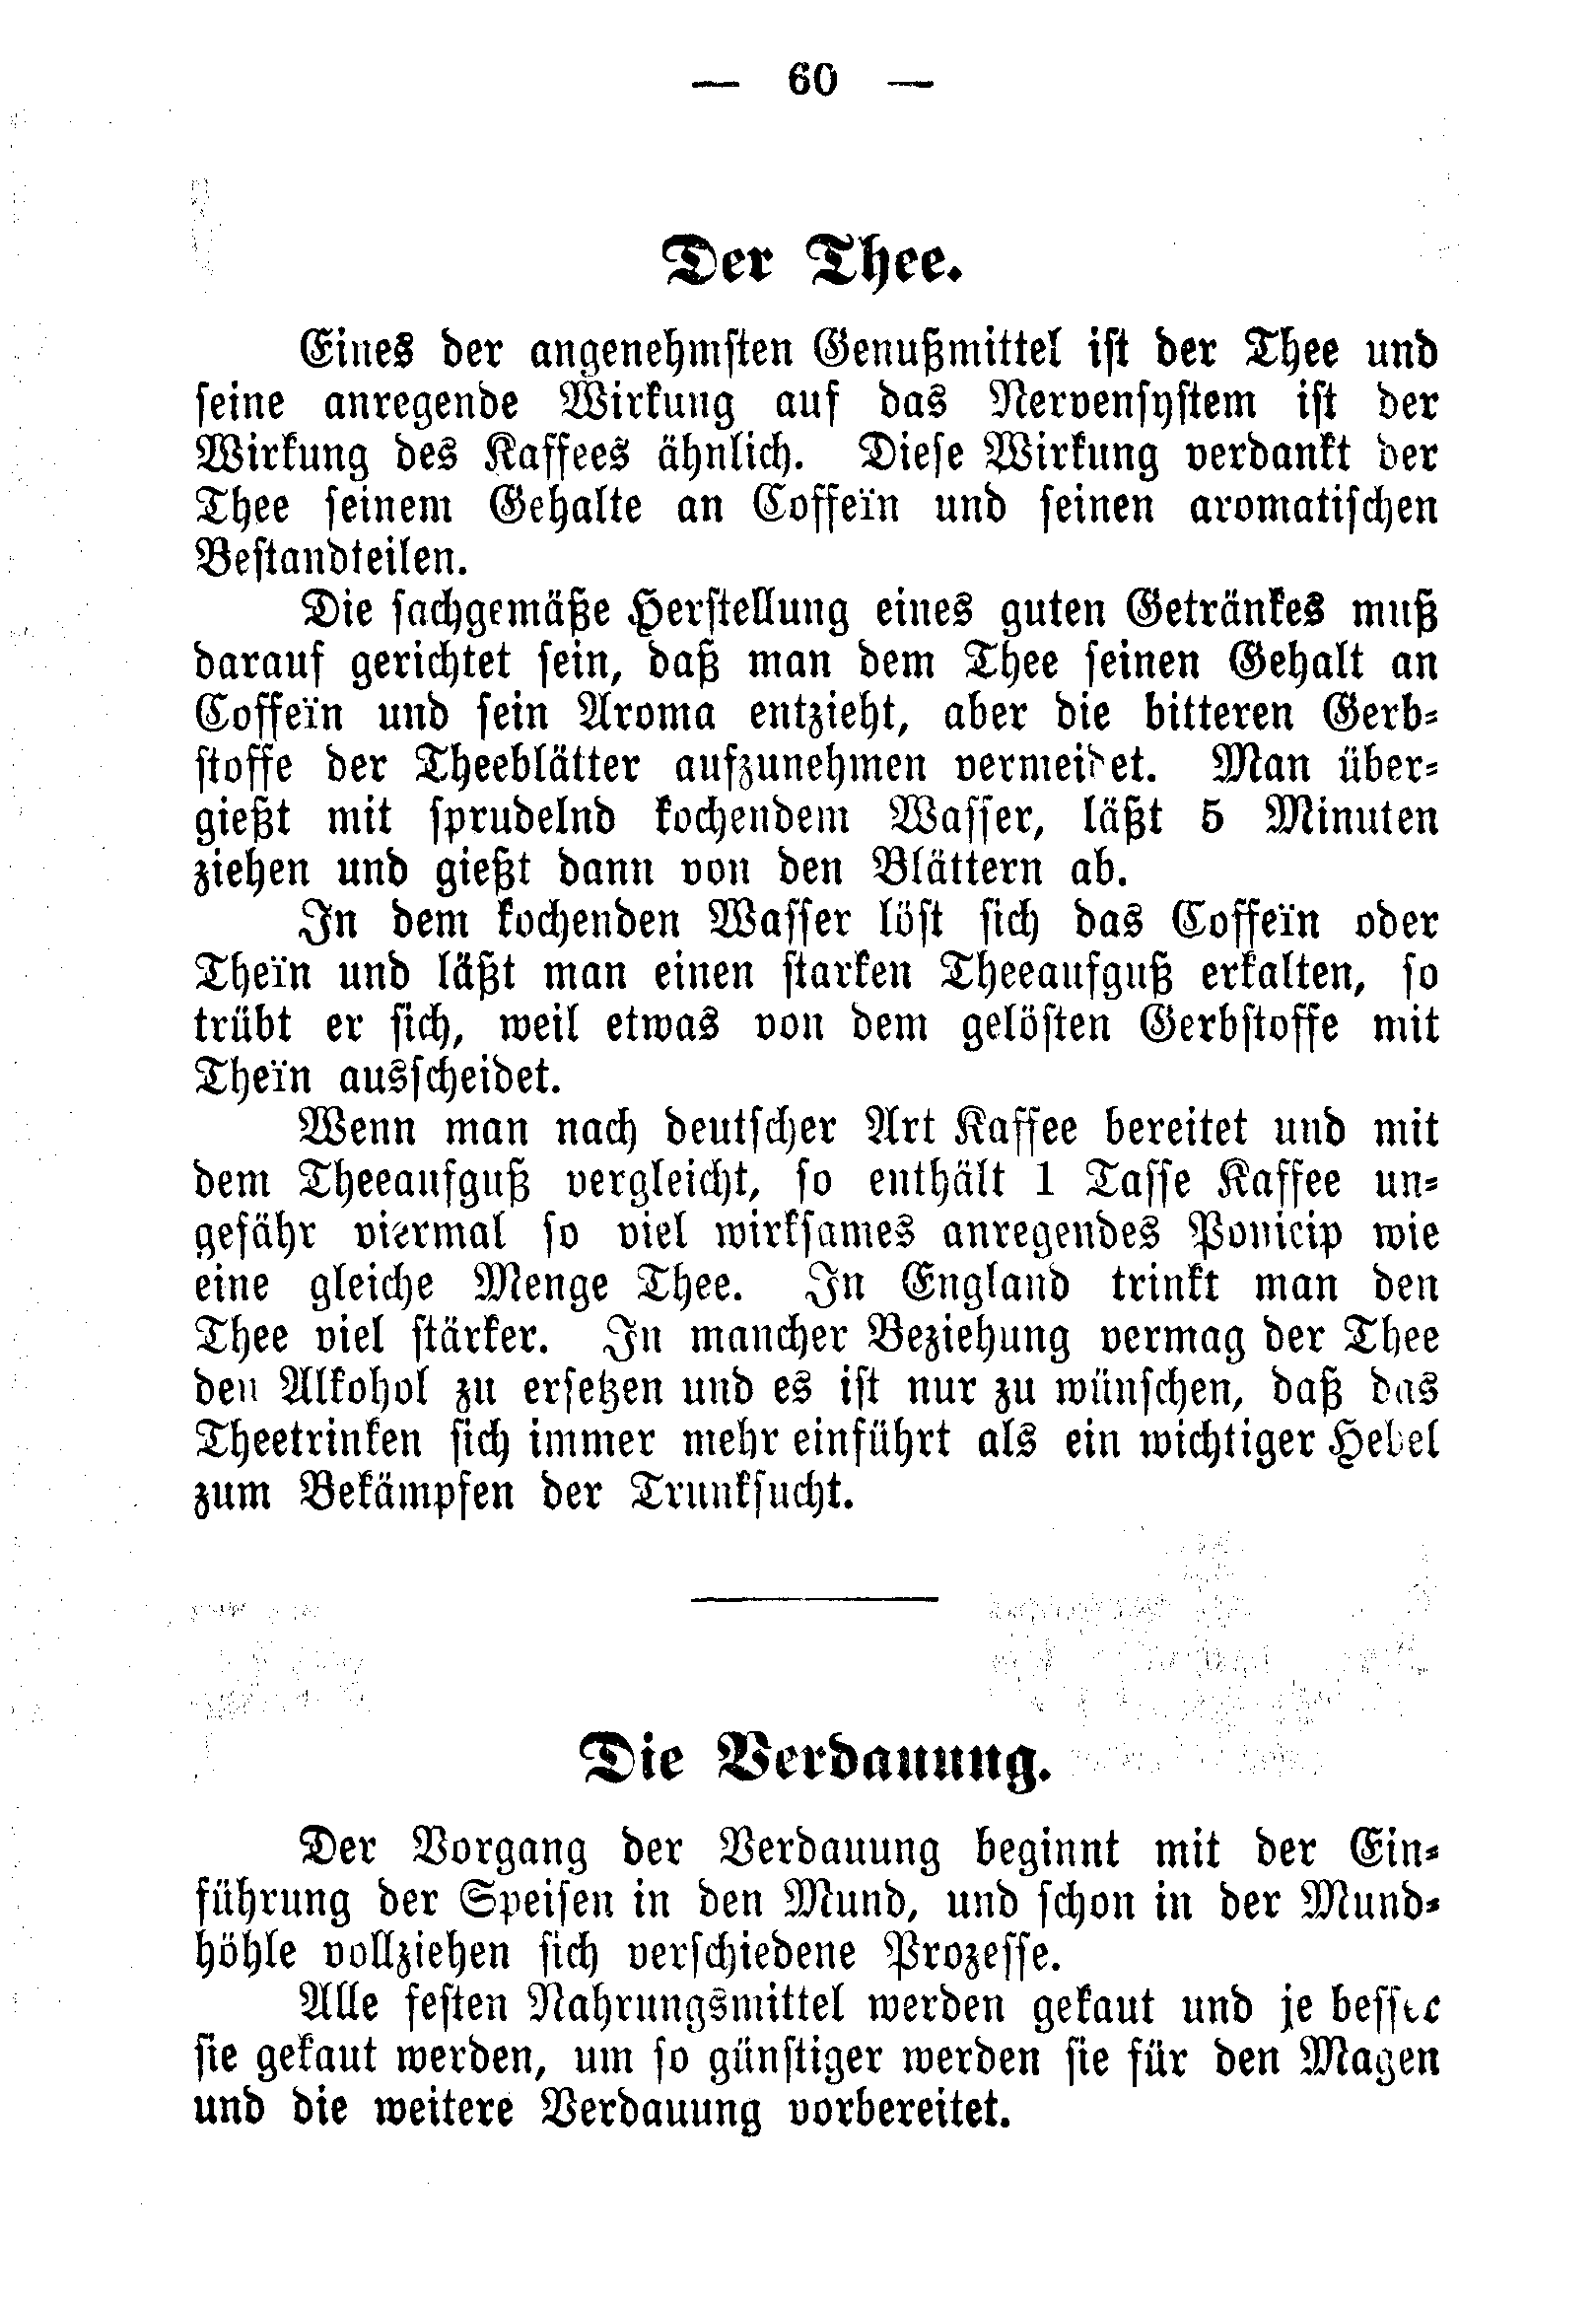 — 60 —
Der Thee.
Eines der angenehmsten Genußmittel ist der Thee und
seine anregende Wirkung auf das Nervensystem ist der
Wirkung des Kaffees ähnlich. Diese Wirkung verdankt der
Thee seinem Gehalte an Coffeïn und seinen aromatischen
Bestandteilen.
Die sachgemäße Herstellung eines guten Getränkes muß
darauf gerichtet sein, daß man dem Thee seinen Gehalt an
Coffeïn und sein Aroma entzieht, aber die bitteren Gerb-
stoffe der Theeblätter aufzunehmen vermeidet. Man über-
gießt mit sprudelnd kochendem Wasser, läßt 5 Minuten
ziehen und gießt dann von den Blättern ab.
In dem kochenden Wasser löst sich das Coffeïn oder
Theïn und läßt man einen starken Theeaufguß erkalten, so
trübt er sich, weil etwas von dem gelösten Gerbstoffe mit
Theïn ausscheidet.
Wenn man nach deutscher Art Kaffee bereitet und mit
dem Theeaufguß vergleicht, so enthält 1 Tasse Kaffee un-
gefähr viermal so viel wirksames anregendes Ponicip wie
eine gleiche Menge Thee. In England trinkt man den
Thee viel stärker. In mancher Beziehung vermag der Thee
den Alkohol zu ersetzen und es ist nur zu wünschen, daß das
Theetrinken sich immer mehr einführt als ein wichtiger Hebel
zum Bekämpfen der Trunksucht.
Die Verdauung.
Der Vorgang der Verdauung beginnt mit der Ein-
führung der Speisen in den Mund, und schon in der Mund-
höhle vollziehen sich verschiedene Prozesse.
Alle festen Nahrungsmittel werden gekaut und je besser
sie gekaut werden, um so günstiger werden sie für den Magen
und die weitere Verdauung vorbereitet.